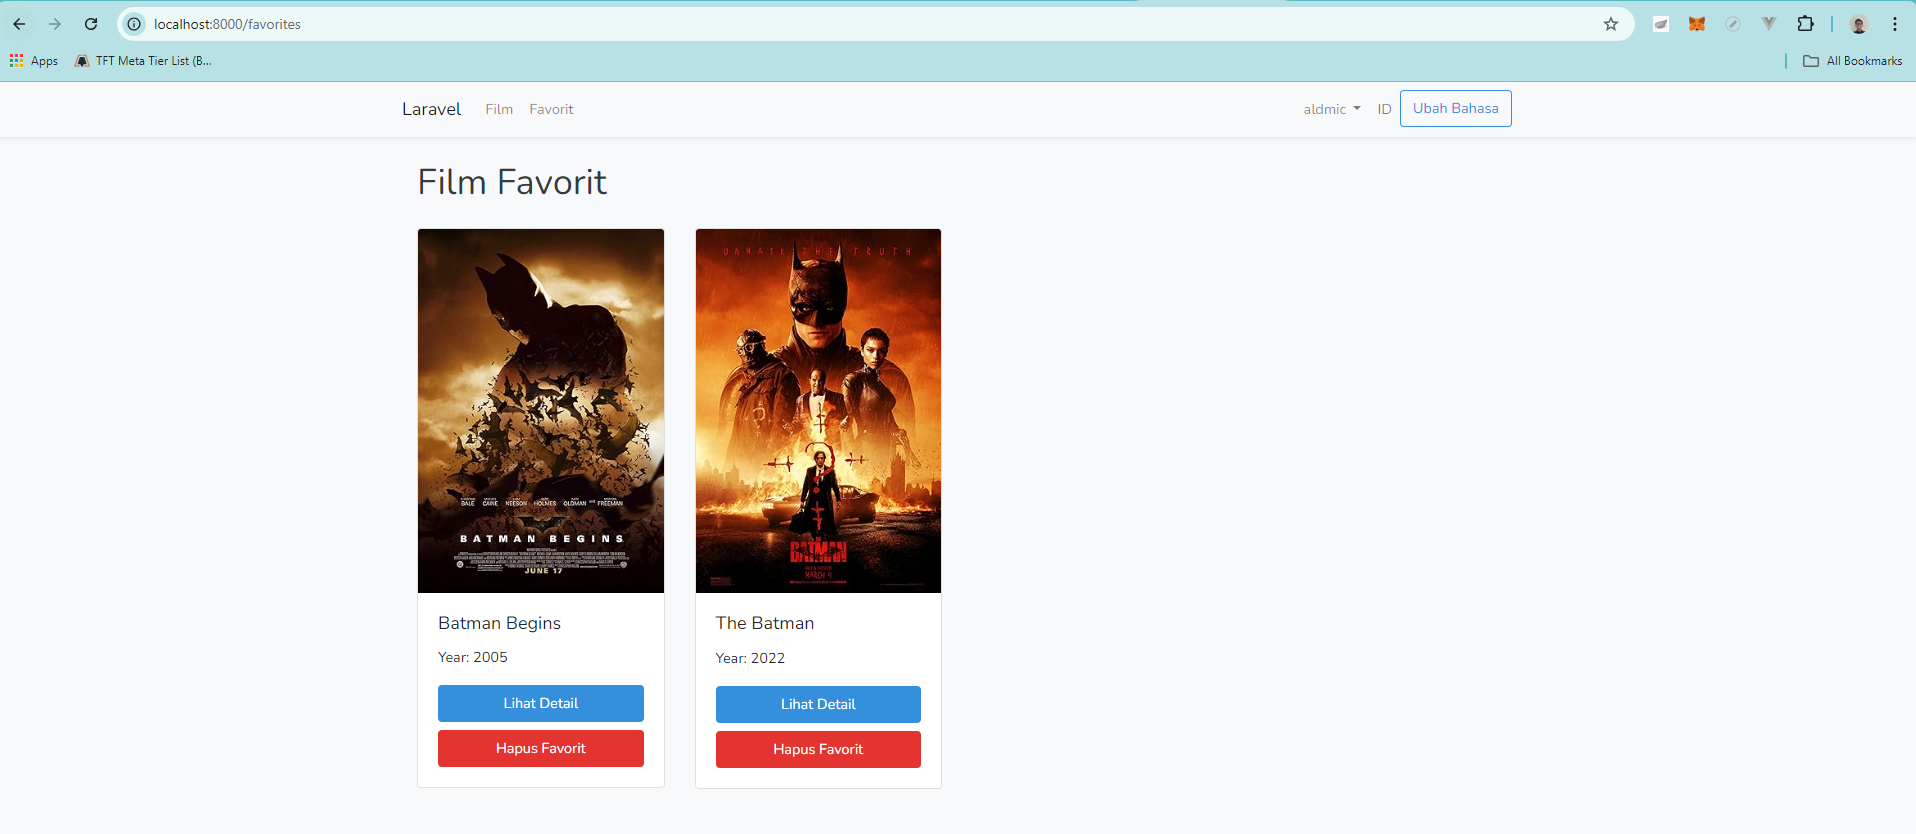 localhost:8000/favorites
Apps TFT Meta Tier List (B... All Bookmarks
Laravel Film Favorit aldmic ID Ubah Bahasa
Film Favorit
UNMASK THE TRUTH
BALE CAINE NEESON HOLMES OLDMAN and FREEMAN
BATMAN BEGINS
JUNE 17
THE BATMAN
MARCH 4
Batman Begins
Year: 2005
Lihat Detail
Hapus Favorit
The Batman
Year: 2022
Lihat Detail
Hapus Favorit